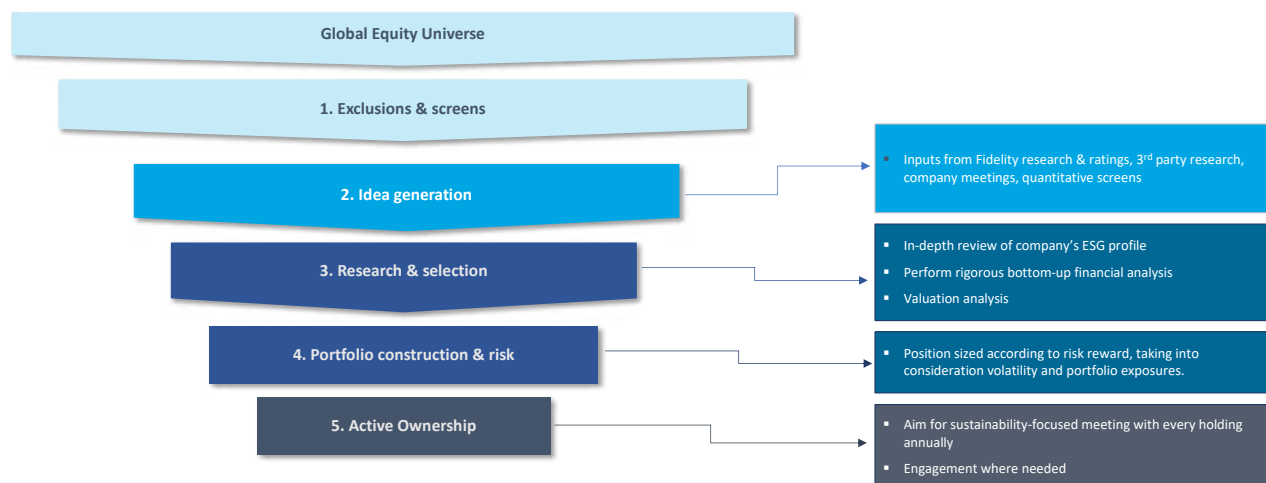 Global Equity Universe
1. Exclusions & screens
2. Idea generation
▪ Inputs from Fidelity research & ratings, 3rd party research,
company meetings, quantitative screens
3. Research & selection
▪ In-depth review of company’s ESG profile
▪ Perform rigorous bottom-up financial analysis
▪ Valuation analysis
4. Portfolio construction & risk
▪ Position sized according to risk reward, taking into
consideration volatility and portfolio exposures.
5. Active Ownership
▪ Aim for sustainability-focused meeting with every holding
annually
▪ Engagement where needed